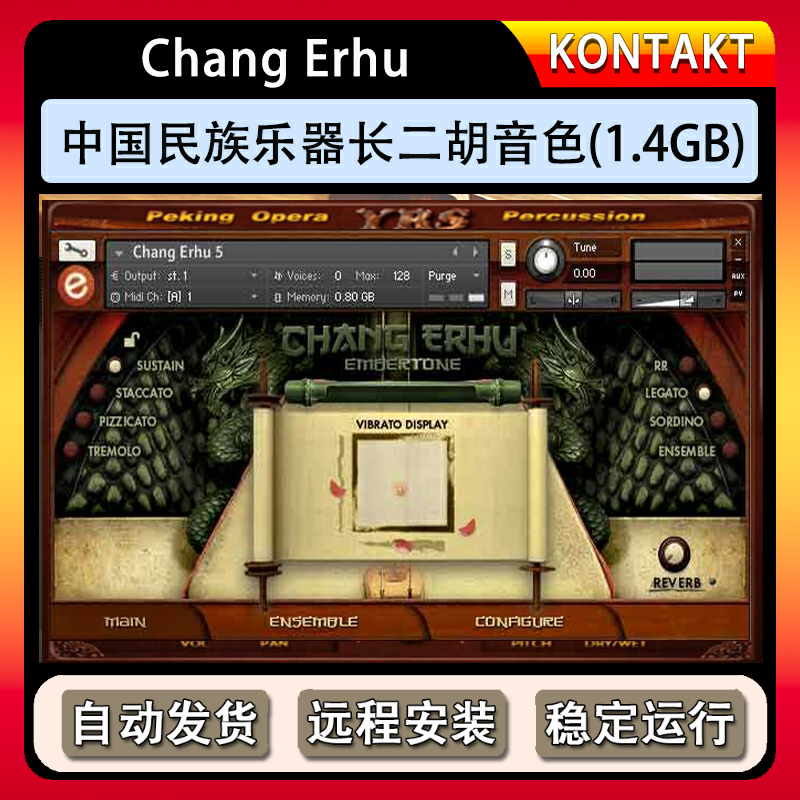 Chang Erhu
KONTAKT
中国民族乐器长二胡音色(1.4GB)
Peking Opera YRS Percussion
Chang Erhu 5
Output: st. 1
Voices: 0 Max: 128 Purge
Midi Ch: [A] 1
Memory: 0.80 GB
S
M
Tune
0.00
AUX
PV
e
CHANG ERHU
EMBERTONE
SUSTAIN
STACCATO
PIZZICATO
TREMOLO
VIBRATO DISPLAY
RR
LEGATO
SORDINO
ENSEMBLE
REVERB
MAIN ENSEMBLE CONFIGURE
VOL PAN PITCH DRY/WET
自动发货 远程安装 稳定运行